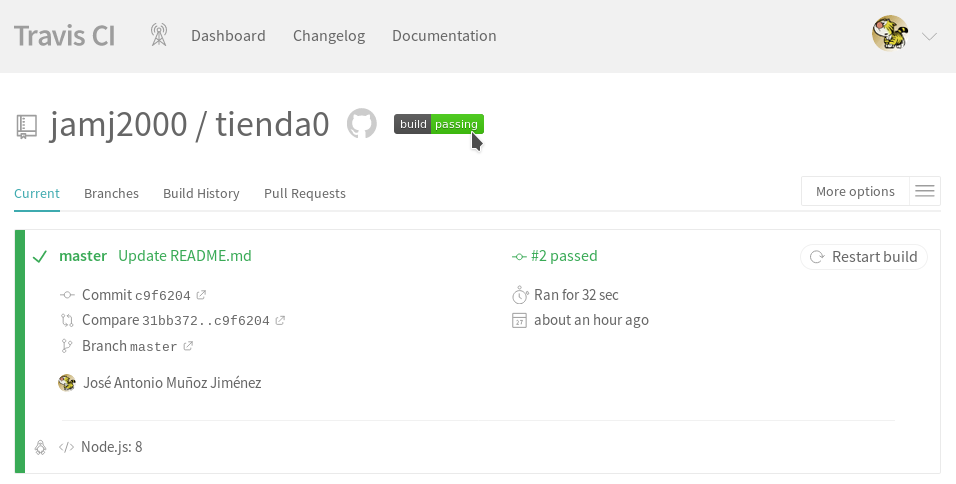 Travis CI Dashboard Changelog Documentation
jamj2000 / tienda0 build passing
Current Branches Build History Pull Requests More options
master Update README.md #2 passed Restart build
Commit c9f6204 Ran for 32 sec
Compare 31bb372..c9f6204 27 about an hour ago
Branch master
José Antonio Muñoz Jiménez
</> Node.js: 8